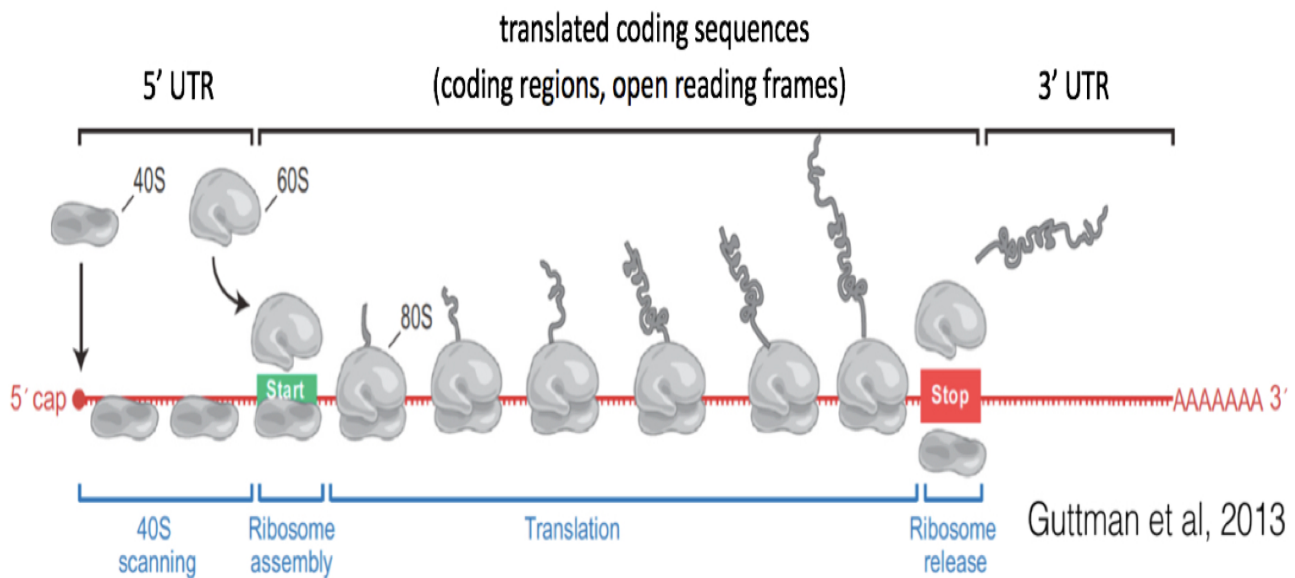 translated coding sequences
5’ UTR
(coding regions, open reading frames)
3’ UTR
40S
60S
80S
Start
Stop
5′ cap
AAAAAAA 3′
40S
scanning
Ribosome
assembly
Translation
Ribosome
release
Guttman et al, 2013